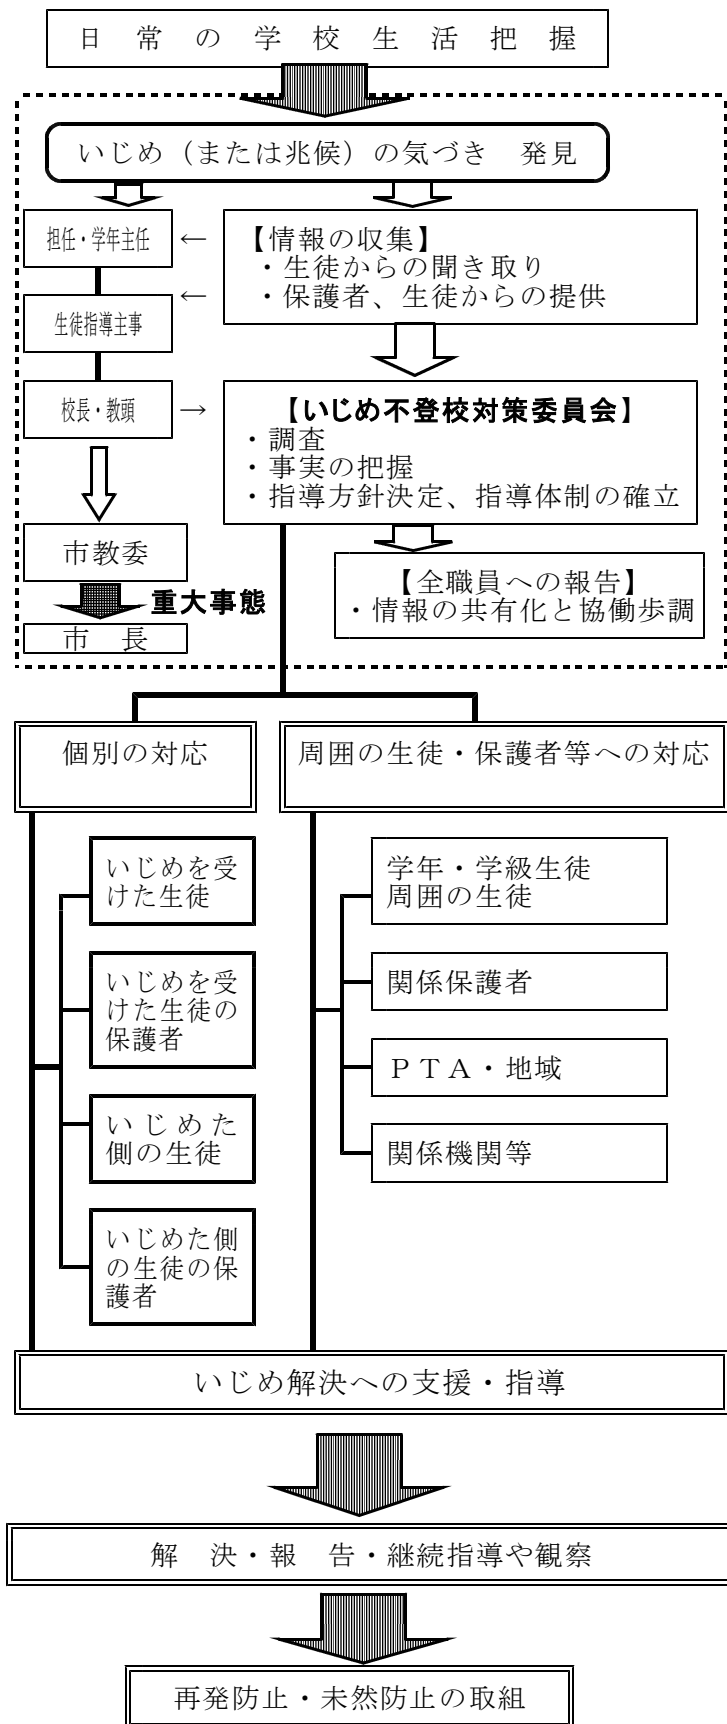 日 常 の 学 校 生 活 把 握
いじめ（または兆候）の気づき　発見
担任・学年主任
←
【情報の収集】
・生徒からの聞き取り
←
・保護者、生徒からの提供
生徒指導主事
校長・教頭
→
【いじめ不登校対策委員会】
・調査
・事実の把握
・指導方針決定、指導体制の確立
市教委
重大事態
市　長
【全職員への報告】
・情報の共有化と協働歩調
個別の対応
周囲の生徒・保護者等への対応
いじめを受
けた生徒
いじめを受
けた生徒の
保護者
いじめた
側の生徒
いじめた側
の生徒の保
護者
学年・学級生徒
周囲の生徒
関係保護者
ＰＴＡ・地域
関係機関等
いじめ解決への支援・指導
解　決・報　告・継続指導や観察
再発防止・未然防止の取組